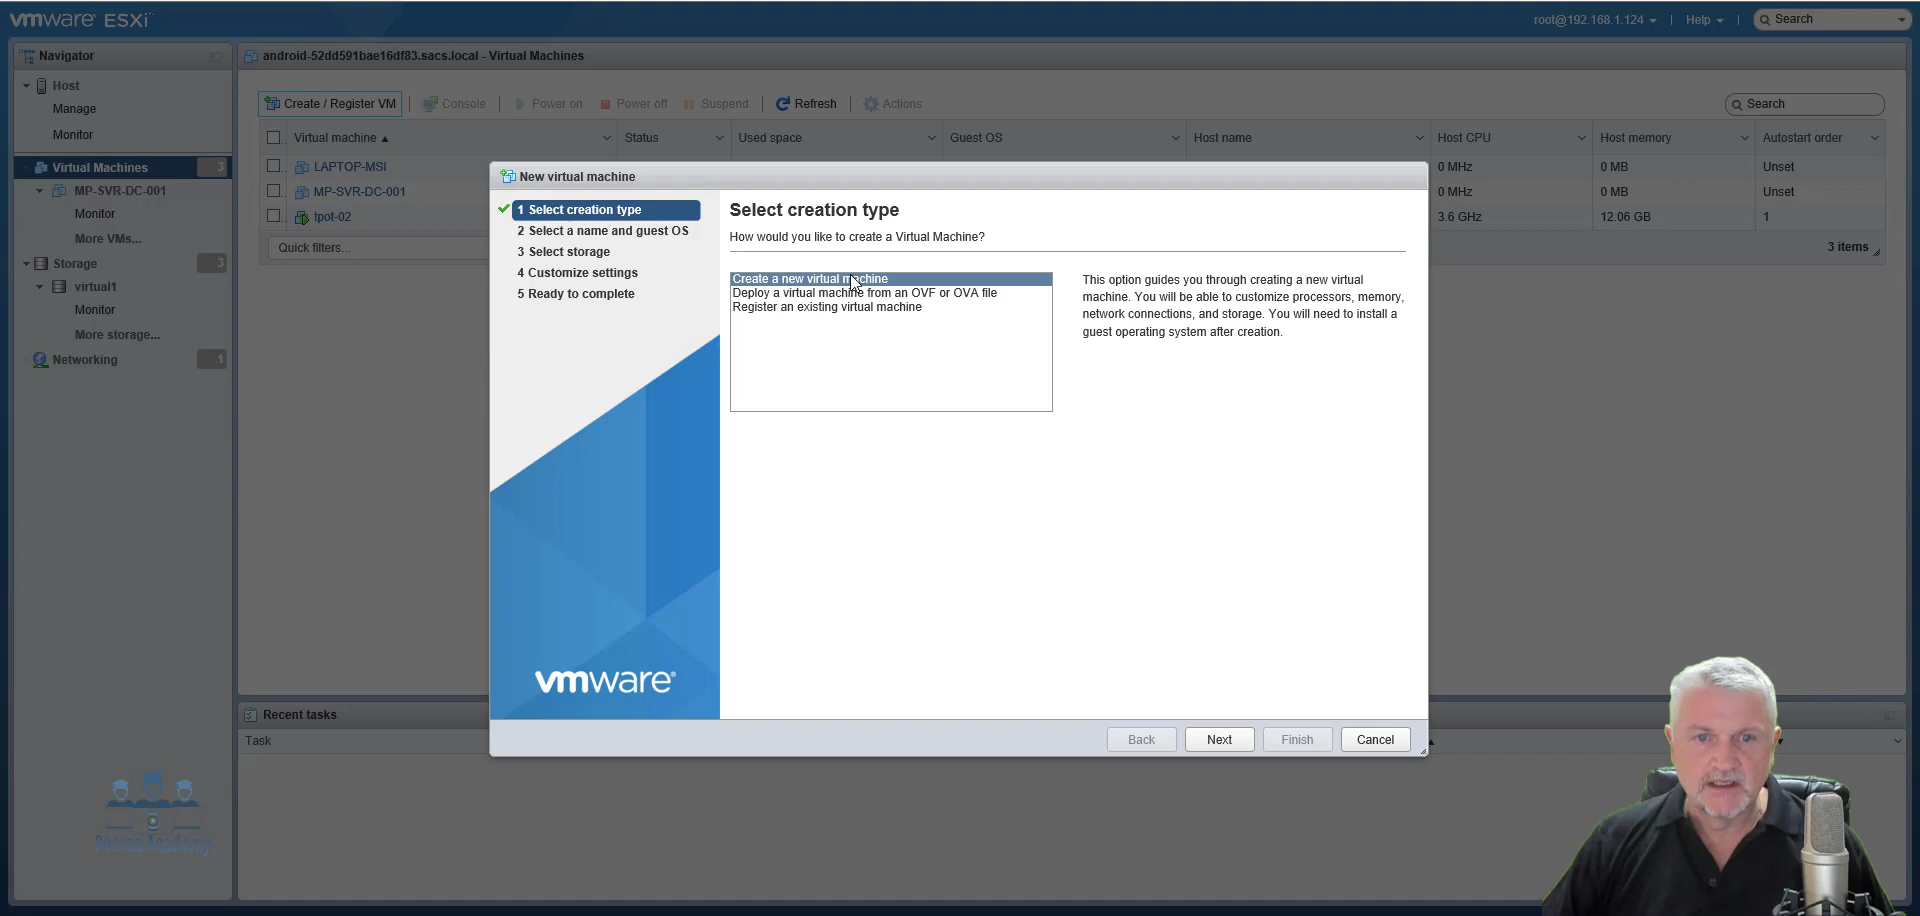 vmware ESXi
root@192.168.1.124
Help
Search
Navigator
Host
Manage
Monitor
Virtual Machines
3
MP-SVR-DC-001
Monitor
More VMs...
Storage
3
virtual1
Monitor
More storage...
Networking
1
android-52dd591bae16df83.sacs.local - Virtual Machines
Create / Register VM
Console
Power on
Power off
Suspend
Refresh
Actions
Search
Virtual machine
Status
Used space
Guest OS
Host name
Host CPU
Host memory
Autostart order
LAPTOP-MSI
0 MHz
0 MB
Unset
MP-SVR-DC-001
0 MHz
0 MB
Unset
tpot-02
3.6 GHz
12.06 GB
1
Quick filters...
3 items
New virtual machine
1 Select creation type
2 Select a name and guest OS
3 Select storage
4 Customize settings
5 Ready to complete
vmware
Select creation type
How would you like to create a Virtual Machine?
Create a new virtual machine
Deploy a virtual machine from an OVF or OVA file
Register an existing virtual machine
This option guides you through creating a new virtual
machine. You will be able to customize processors, memory,
network connections, and storage. You will need to install a
guest operating system after creation.
Back
Next
Finish
Cancel
Recent tasks
Task
Academy